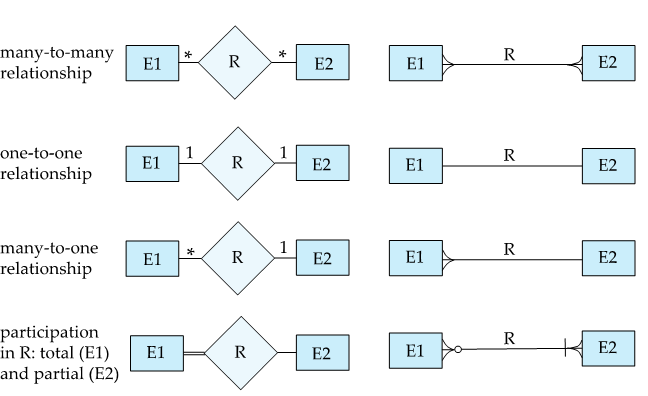 many-to-many
relationship
E1 * R * E2
E1 R E2
one-to-one
relationship
E1 1 R 1 E2
E1 R E2
many-to-one
relationship
E1 * R 1 E2
E1 R E2
participation
in R: total (E1)
and partial (E2)
E1 R E2
E1 R E2